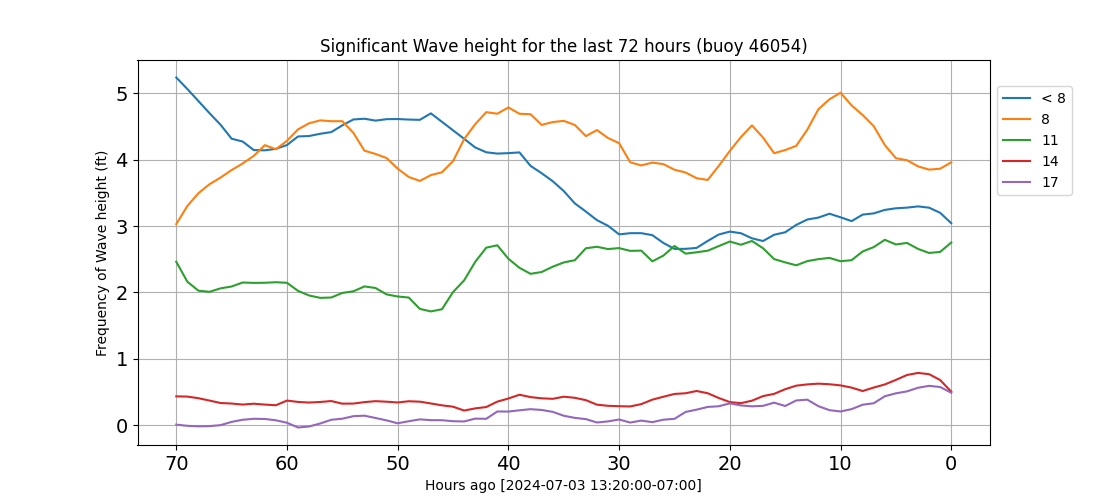 Significant Wave height for the last 72 hours (buoy 46054)
Frequency of Wave height (ft)
5
4
3
2
1
0
70 60 50 40 30 20 10 0
Hours ago [2024-07-03 13:20:00-07:00]
< 8
8
11
14
17